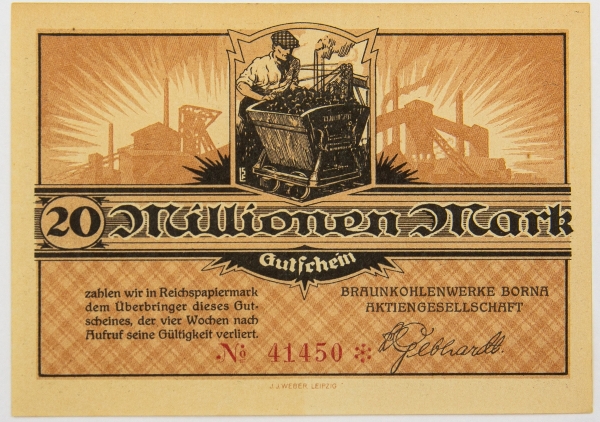 20 Millionen Mark
Gutschein
zahlen wir in Reichspapiermark
dem Überbringer dieses Gut-
scheines, der vier Wochen nach
Aufruf seine Gültigkeit verliert.
BRAUNKOHLENWERKE BORNA
AKTIENGESELLSCHAFT
№ 41450 *
Gebhardt.
J.J.WEBER LEIPZIG